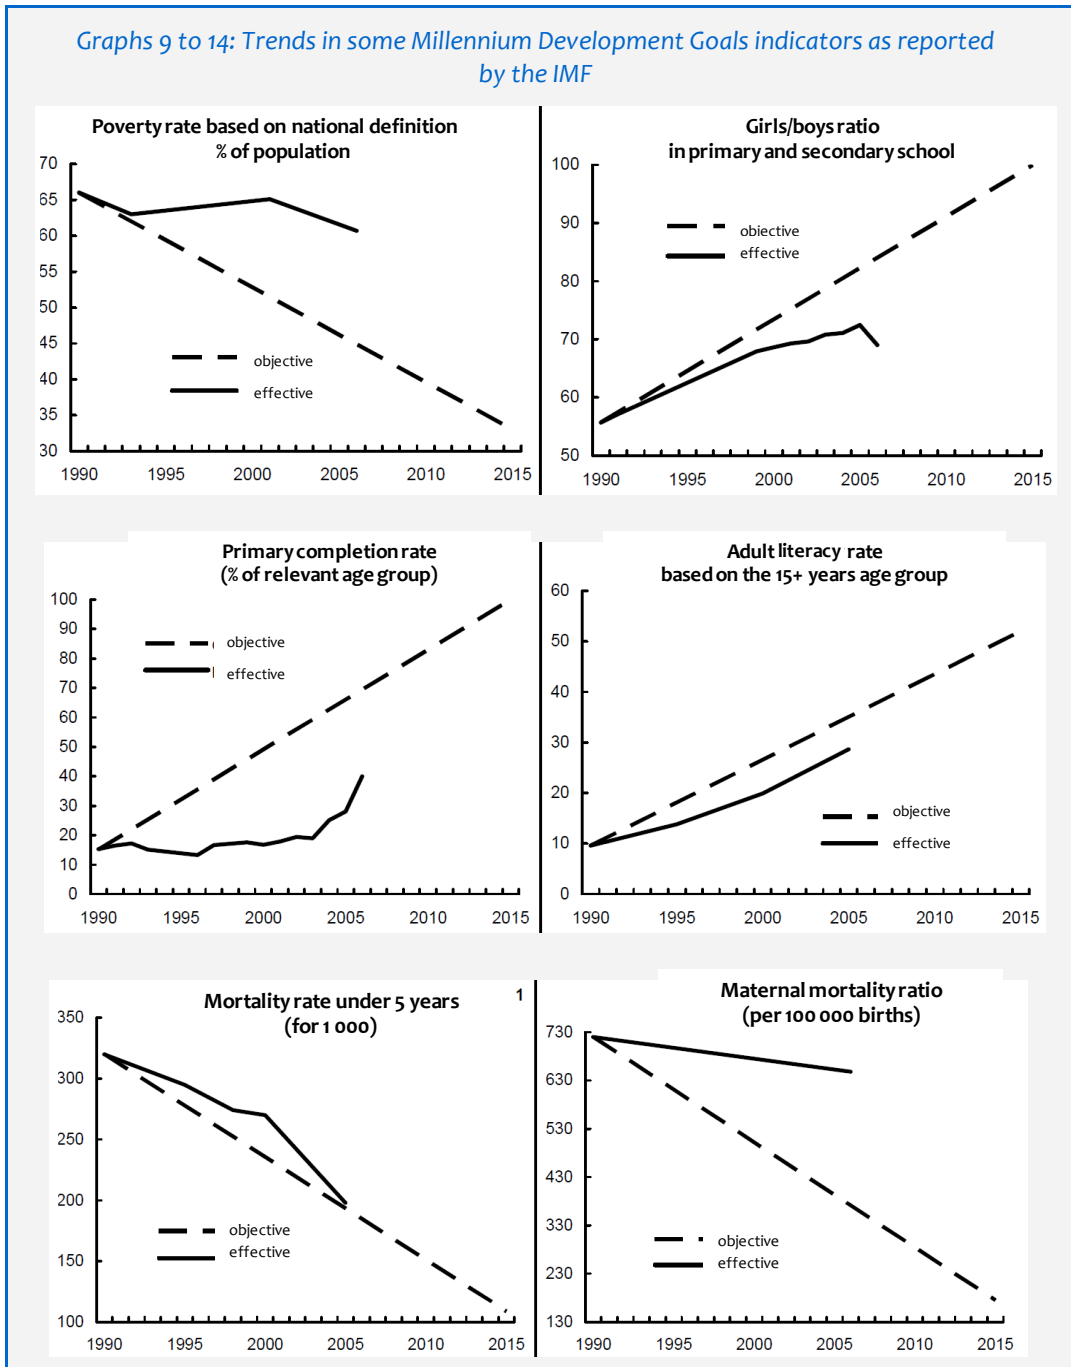 Graphs 9 to 14: Trends in some Millennium Development Goals indicators as reported
by the IMF
Poverty rate based on national definition
% of population
70
65
60
55
50
45
40
35
30
objective
effective
1990 1995 2000 2005 2010 2015
Girls/boys ratio
in primary and secondary school
100
90
80
70
60
50
objective
effective
1990 1995 2000 2005 2010 2015
Primary completion rate
(% of relevant age group)
100
90
80
70
60
50
40
30
20
10
0
objective
effective
1990 1995 2000 2005 2010 2015
Adult literacy rate
based on the 15+ years age group
60
50
40
30
20
10
0
objective
effective
1990 1995 2000 2005 2010 2015
Mortality rate under 5 years 1
(for 1 000)
350
300
250
200
150
100
objective
effective
1990 1995 2000 2005 2010 2015
Maternal mortality ratio
(per 100 000 births)
730
630
530
430
330
230
130
objective
effective
1990 1995 2000 2005 2010 2015